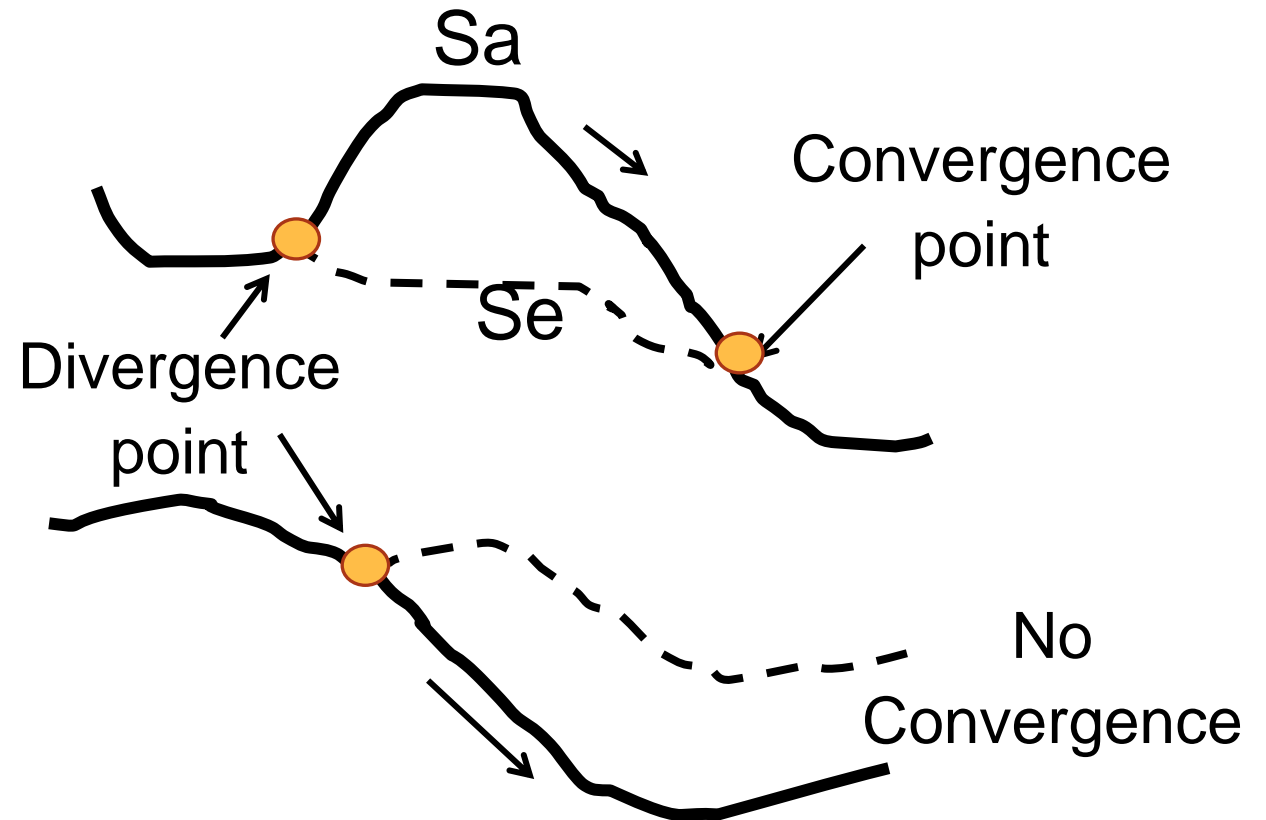 Sa
Convergence
point
Se
Divergence
point
No
Convergence